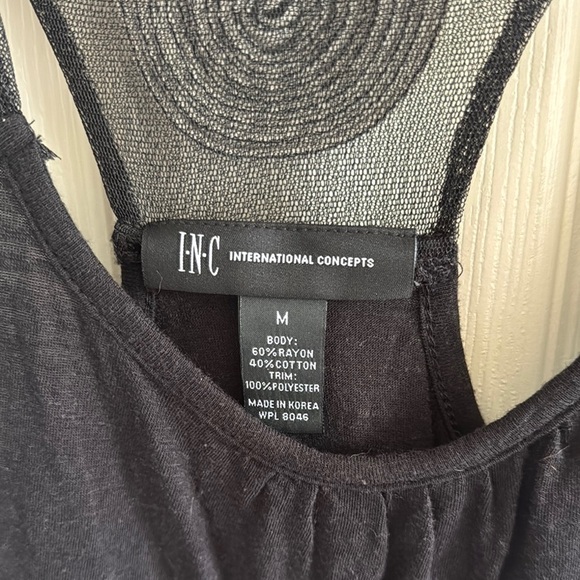 I·N·C INTERNATIONAL CONCEPTS
M
BODY:
60%RAYON
40%COTTON
TRIM:
100%POLYESTER
MADE IN KOREA
WPL 8046